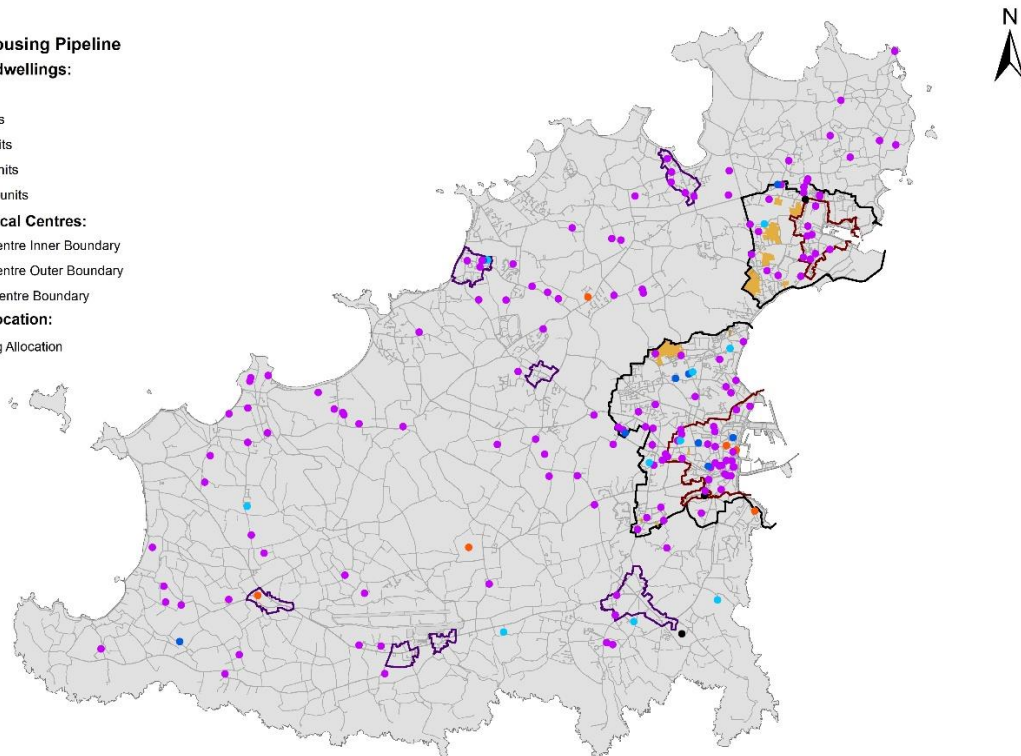 ousing Pipeline
dwellings:
s
its
nits
units
cal Centres:
entre Inner Boundary
entre Outer Boundary
entre Boundary
ocation:
g Allocation
N